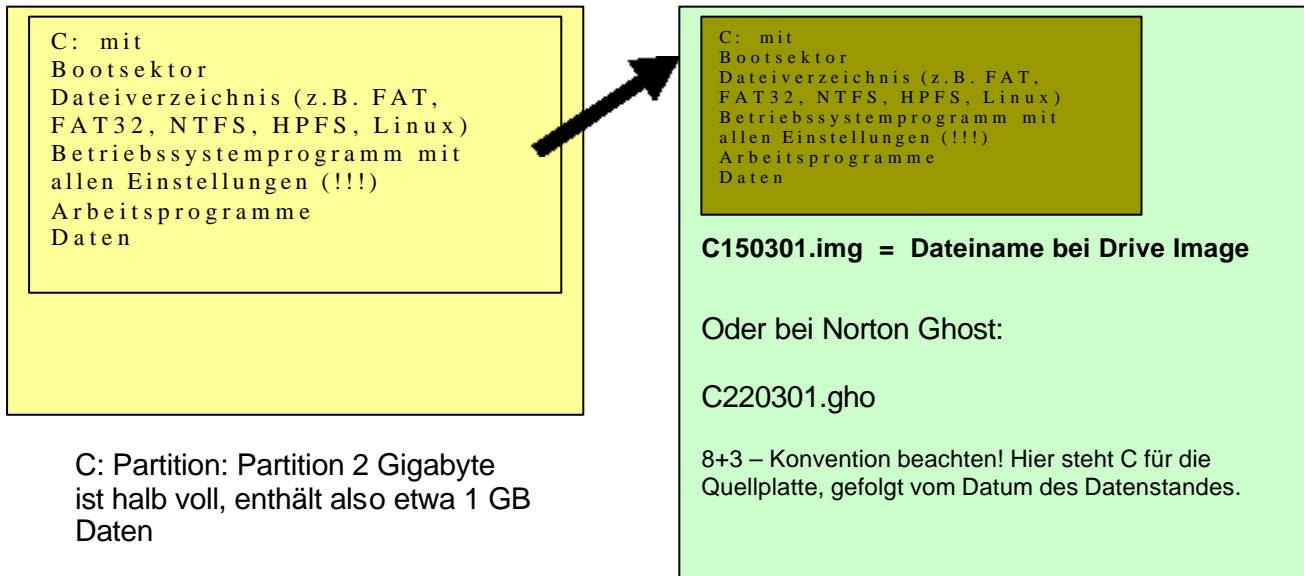 C: mit
Bootsektor
Dateiverzeichnis (z.B. FAT,
FAT32, NTFS, HPFS, Linux)
Betriebssystemprogramm mit
allen Einstellungen (!!!)
Arbeitsprogramme
Daten
C: Partition: Partition 2 Gigabyte
ist halb voll, enthält also etwa 1 GB
Daten
C: mit
Bootsektor
Dateiverzeichnis (z.B. FAT,
FAT32, NTFS, HPFS, Linux)
Betriebssystemprogramm mit
allen Einstellungen (!!!)
Arbeitsprogramme
Daten
C150301.img = Dateiname bei Drive Image
Oder bei Norton Ghost:
C220301.gho
8+3 – Konvention beachten! Hier steht C für die
Quellplatte, gefolgt vom Datum des Datenstandes.